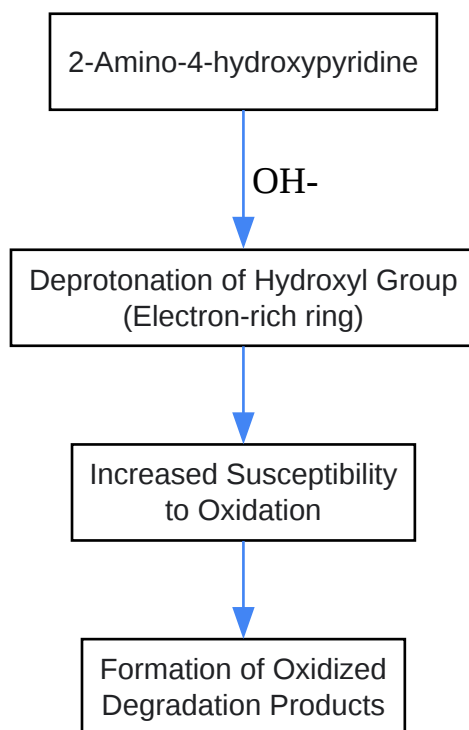 2-Amino-4-hydroxypyridine
OH-
Deprotonation of Hydroxyl Group
(Electron-rich ring)
Increased Susceptibility
to Oxidation
Formation of Oxidized
Degradation Products